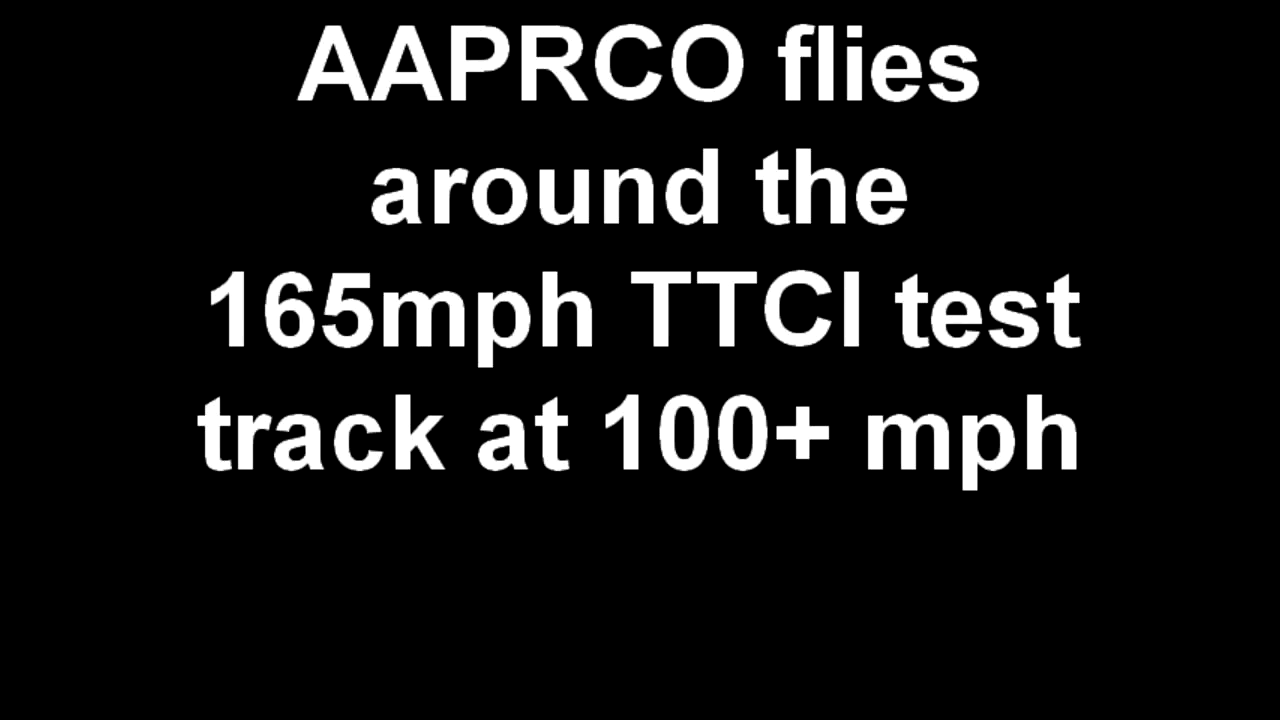 AAPRCO flies
around the
165mph TTCI test
track at 100+ mph